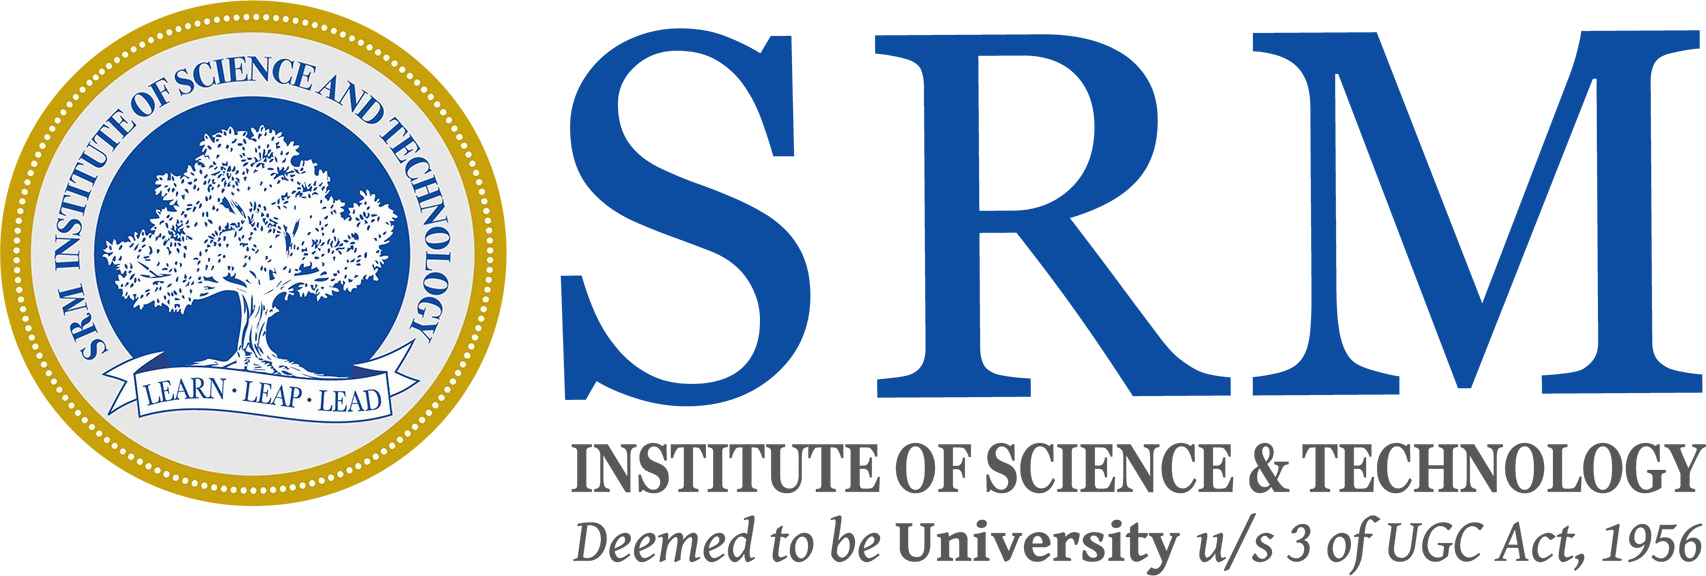 SRM INSTITUTE OF SCIENCE AND TECHNOLOGY
LEARN · LEAP · LEAD
SRM
INSTITUTE OF SCIENCE & TECHNOLOGY
Deemed to be University u/s 3 of UGC Act, 1956